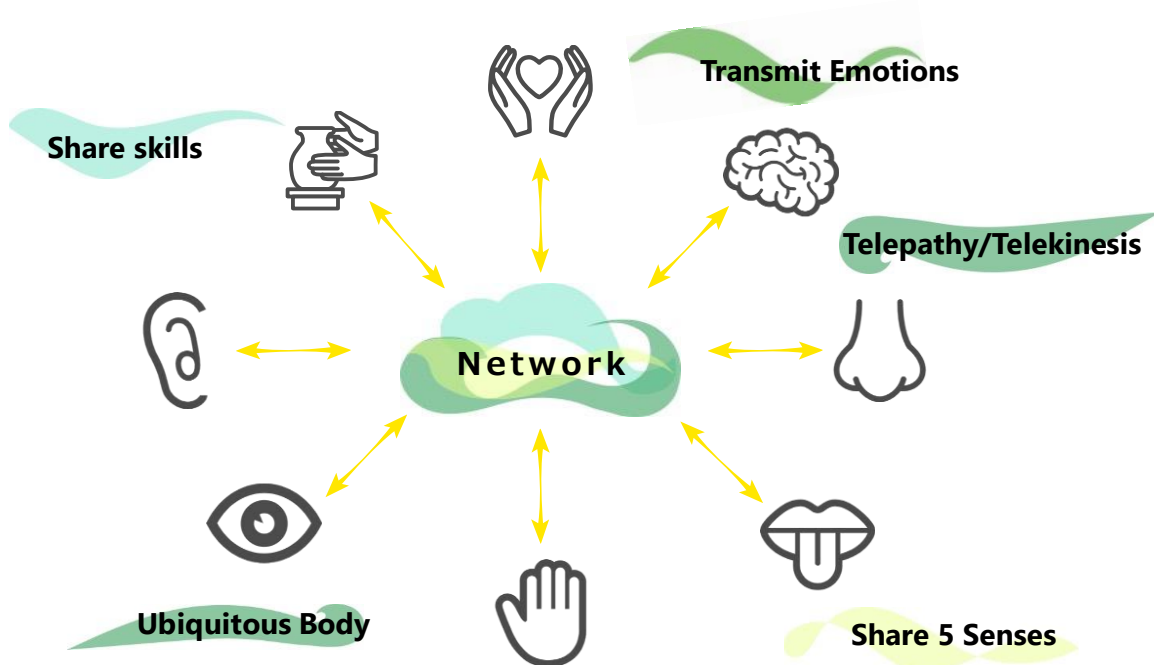 Transmit Emotions
Share skills
Telepathy/Telekinesis
Network
Ubiquitous Body
Share 5 Senses